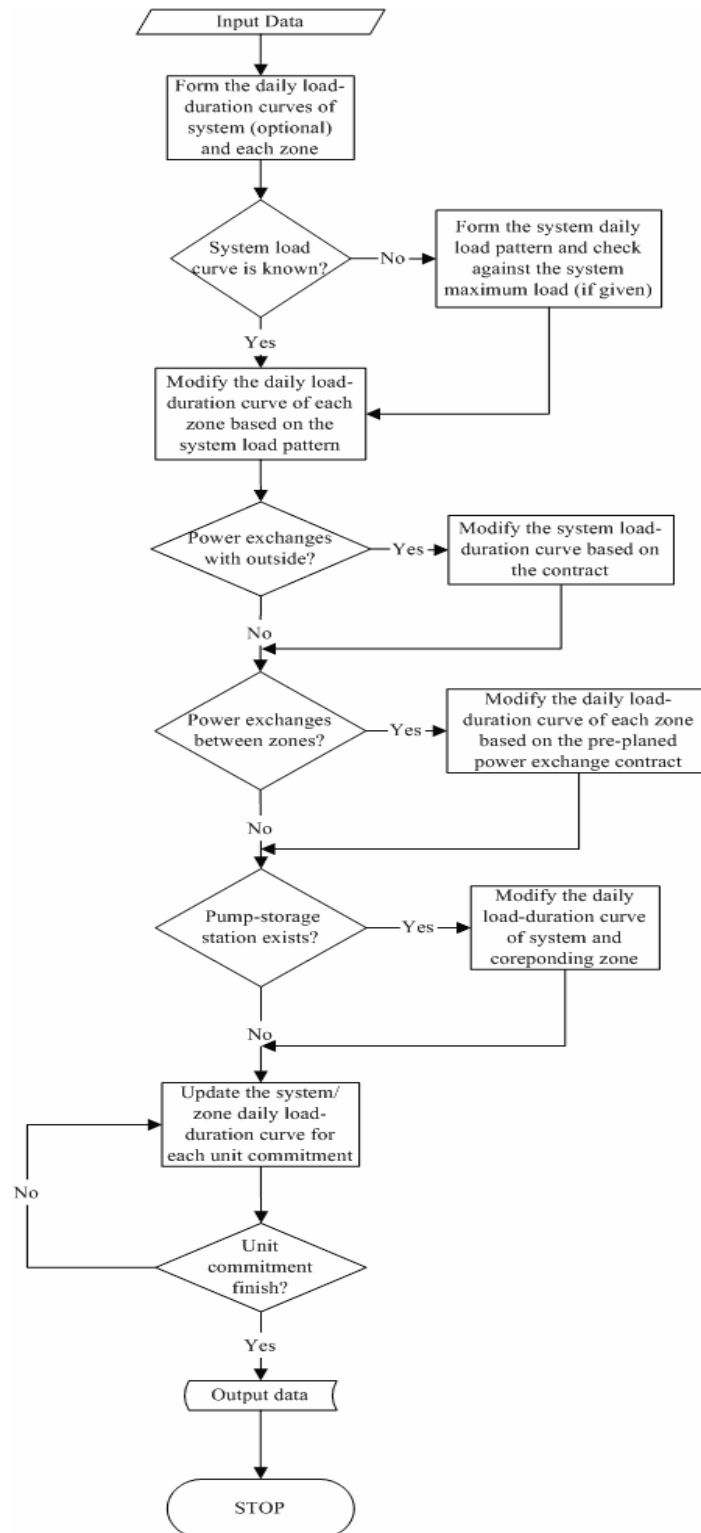 Input Data
Form the daily load-
duration curves of
system (optional)
and each zone
System load
curve is known?
No
Form the system daily
load pattern and check
against the system
maximum load (if given)
Yes
Modify the daily load-
duration curve of each
zone based on the
system load pattern
Power exchanges
with outside?
Yes
Modify the system load-
duration curve based on
the contract
No
Power exchanges
between zones?
Yes
Modify the daily load-
duration curve of each zone
based on the pre-planed
power exchange contract
No
Pump-storage
station exists?
Yes
Modify the daily
load-duration curve
of system and
coreponding zone
No
Update the system/
zone daily load-
duration curve for
each unit commitment
No
Unit
commitment
finish?
Yes
Output data
STOP